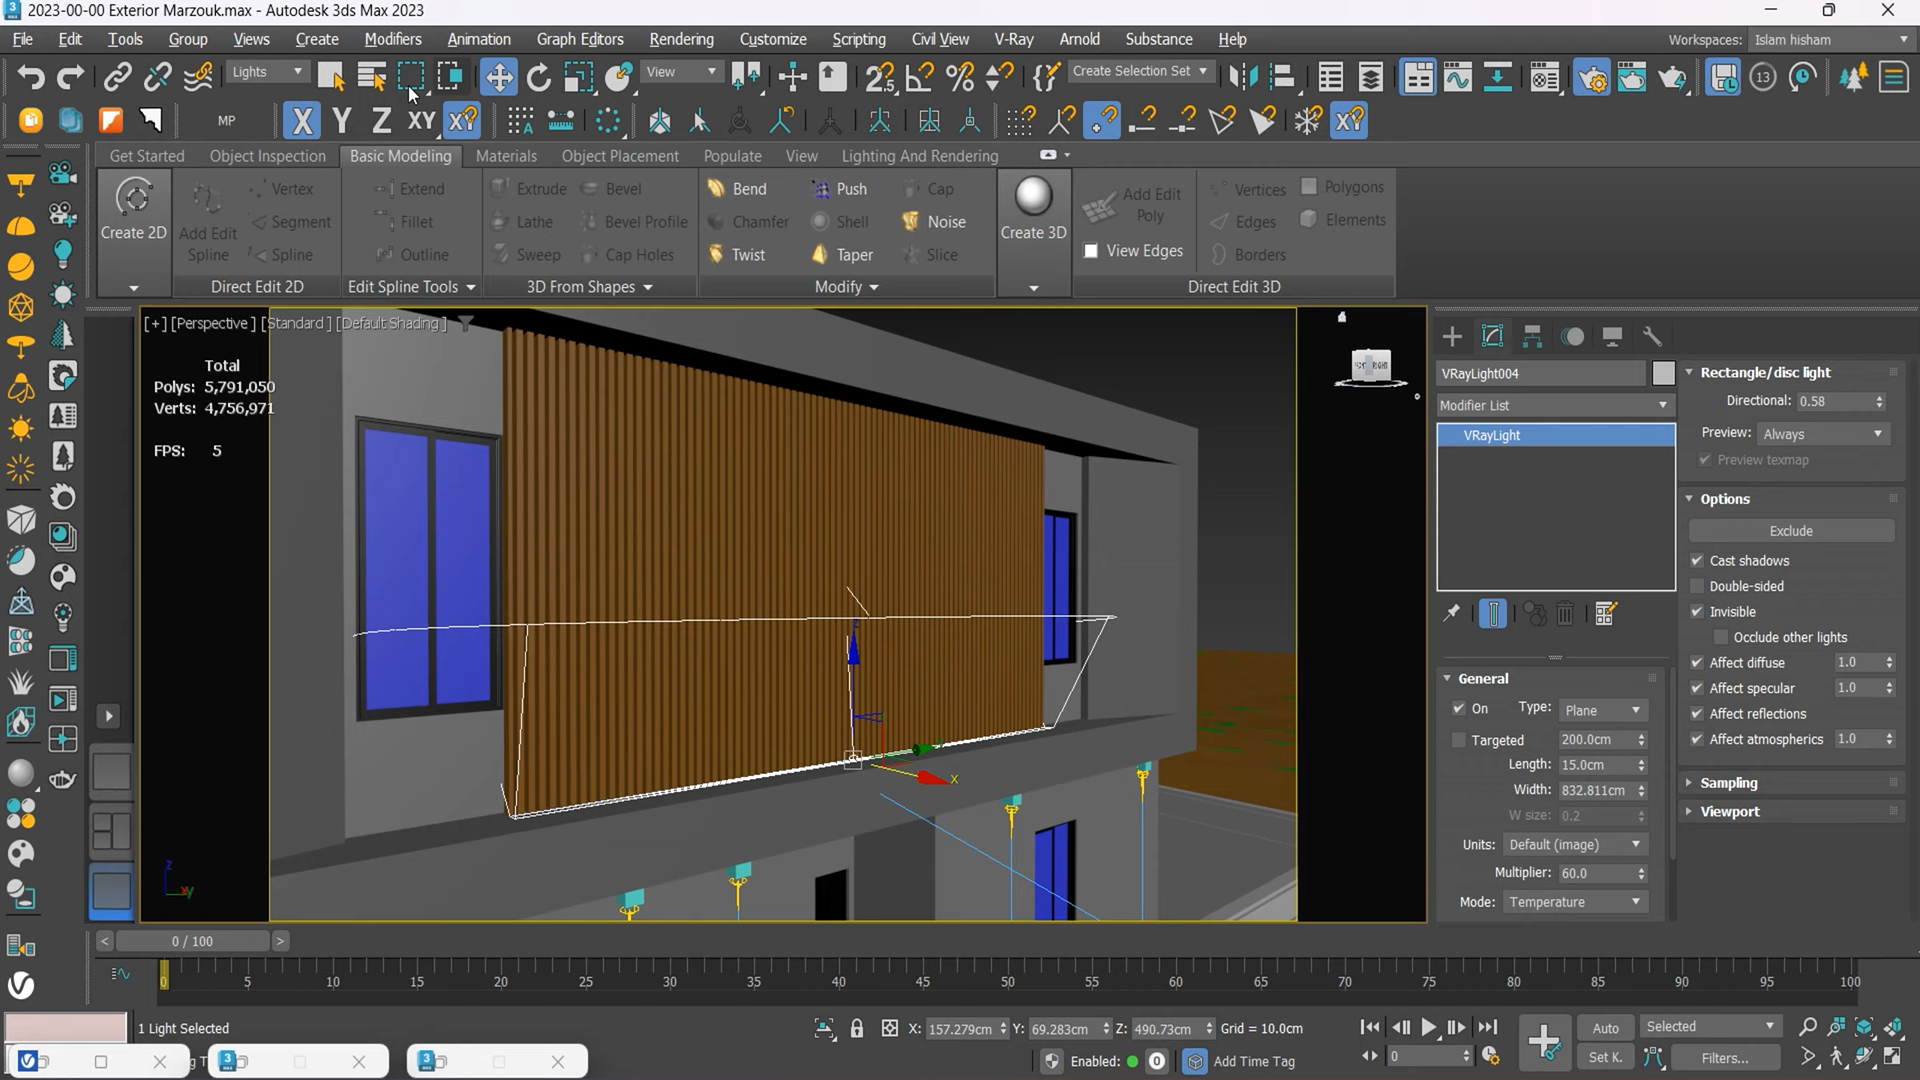 2023-00-00 Exterior Marzouk.max - Autodesk 3ds Max 2023
File Edit Tools Group Views Create Modifiers Animation Graph Editors Rendering Customize Scripting Civil View V-Ray Arnold Substance Help Workspaces: Islam hisham
Lights View Create Selection Set 13
MP X Y Z XY XY XY
Get Started Object Inspection Basic Modeling Materials Object Placement Populate View Lighting And Rendering
Vertex Extend Extrude Bevel Bend Push Cap Vertices Polygons
Add Edit Poly
Create 2D Add Edit Spline Segment Fillet Lathe Bevel Profile Chamfer Shell Noise Create 3D Edges Elements
Spline Outline Sweep Cap Holes Twist Taper Slice View Edges Borders
Direct Edit 2D Edit Spline Tools 3D From Shapes Modify Direct Edit 3D
[+] [Perspective ] [Standard ] [Default Shading ]
Total
Polys: 5,791,050
Verts: 4,756,971
FPS: 5
RIGHT
z
x
z
VRayLight004
Modifier List
VRayLight
General
On Type: Plane
Targeted 200.0cm
Length: 15.0cm
Width: 832.811cm
W size: 0.2
Units: Default (image)
Multiplier: 60.0
Mode: Temperature
Rectangle/disc light
Directional: 0.58
Preview: Always
Preview texmap
Options
Exclude
Cast shadows
Double-sided
Invisible
Occlude other lights
Affect diffuse 1.0
Affect specular 1.0
Affect reflections
Affect atmospherics 1.0
Sampling
Viewport
< 0 / 100 >
0 5 10 15 20 25 30 35 40 45 50 55 60 65 70 75 80 85 90 95 100
1 Light Selected X: 157.279cm Y: 69.283cm Z: 490.73cm Grid = 10.0cm Auto Selected
Enabled: 0 Add Time Tag 0 Set K. Filters...